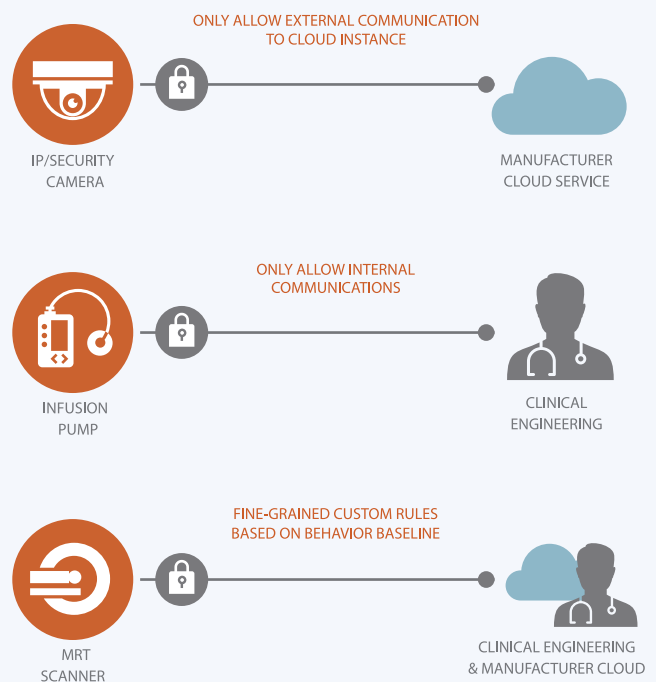 ONLY ALLOW EXTERNAL COMMUNICATION
TO CLOUD INSTANCE
IP/SECURITY
CAMERA
MANUFACTURER
CLOUD SERVICE
ONLY ALLOW INTERNAL
COMMUNICATIONS
INFUSION
PUMP
CLINICAL
ENGINEERING
FINE-GRAINED CUSTOM RULES
BASED ON BEHAVIOR BASELINE
MRT
SCANNER
CLINICAL ENGINEERING
& MANUFACTURER CLOUD